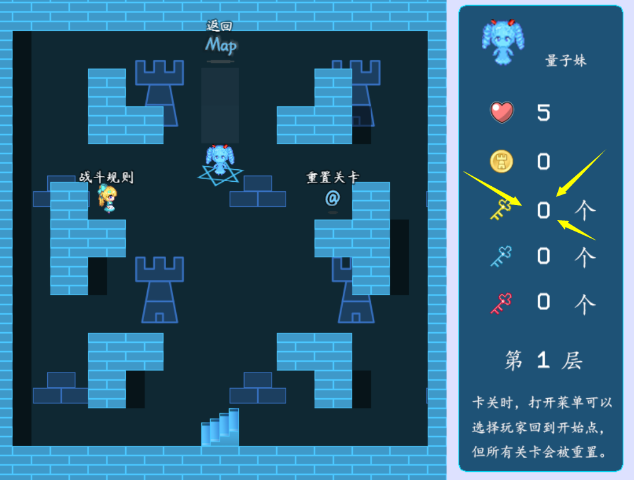 返回
Map
战斗规则
重置关卡
@
量子妹
5
0
0 个
0 个
0 个
第 1 层
卡关时，打开菜单可以
选择玩家回到开始点，
但所有关卡会被重置。